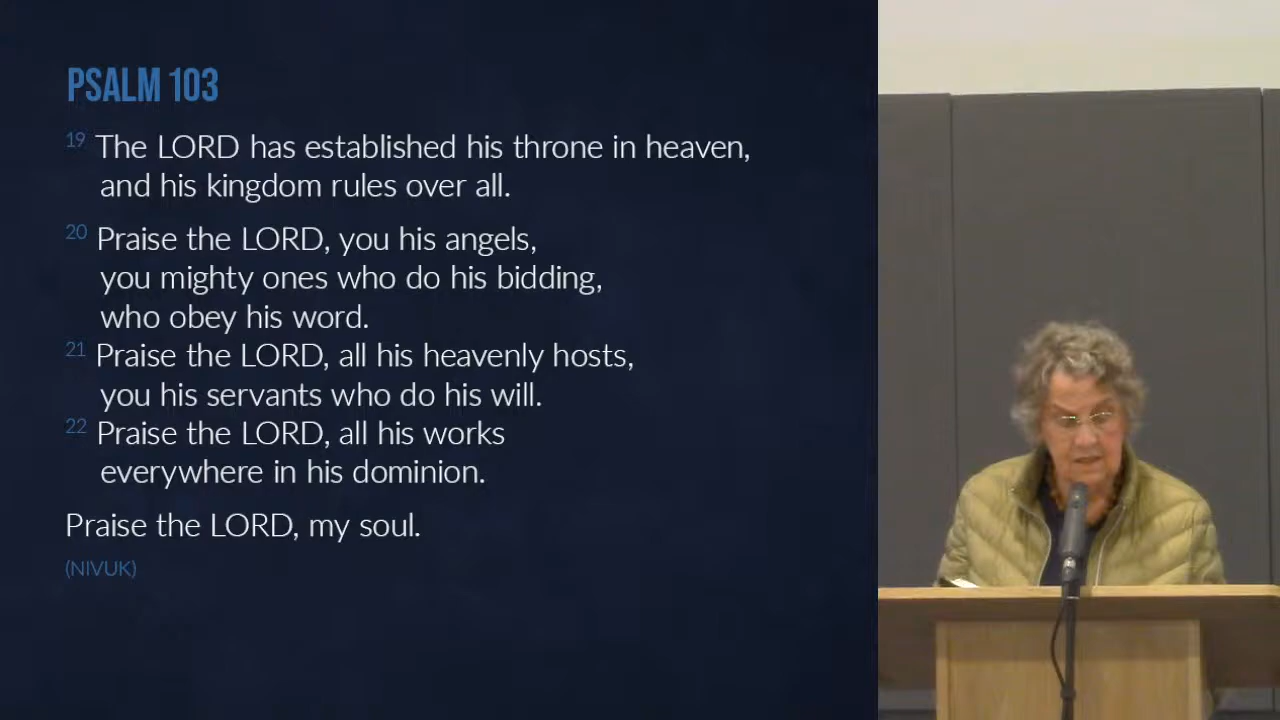 PSALM 103
19 The LORD has established his throne in heaven,
and his kingdom rules over all.
20 Praise the LORD, you his angels,
you mighty ones who do his bidding,
who obey his word.
21 Praise the LORD, all his heavenly hosts,
you his servants who do his will.
22 Praise the LORD, all his works
everywhere in his dominion.
Praise the LORD, my soul.
(NIVUK)